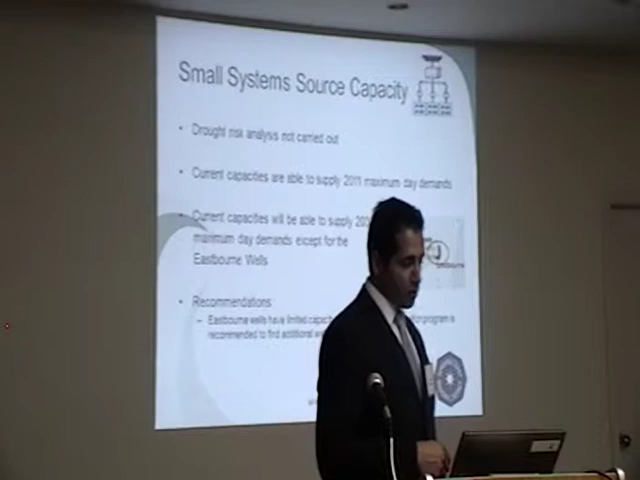 Small Systems Source Capacity
• Drought risk analysis not carried out
• Current capacities are able to supply 2011 maximum day demands
• Current capacities will be able to supply
maximum day demands except for the
Eastbourne Wells
• Recommendations:
– Eastbourne wells have limited program is
recommended to find additional